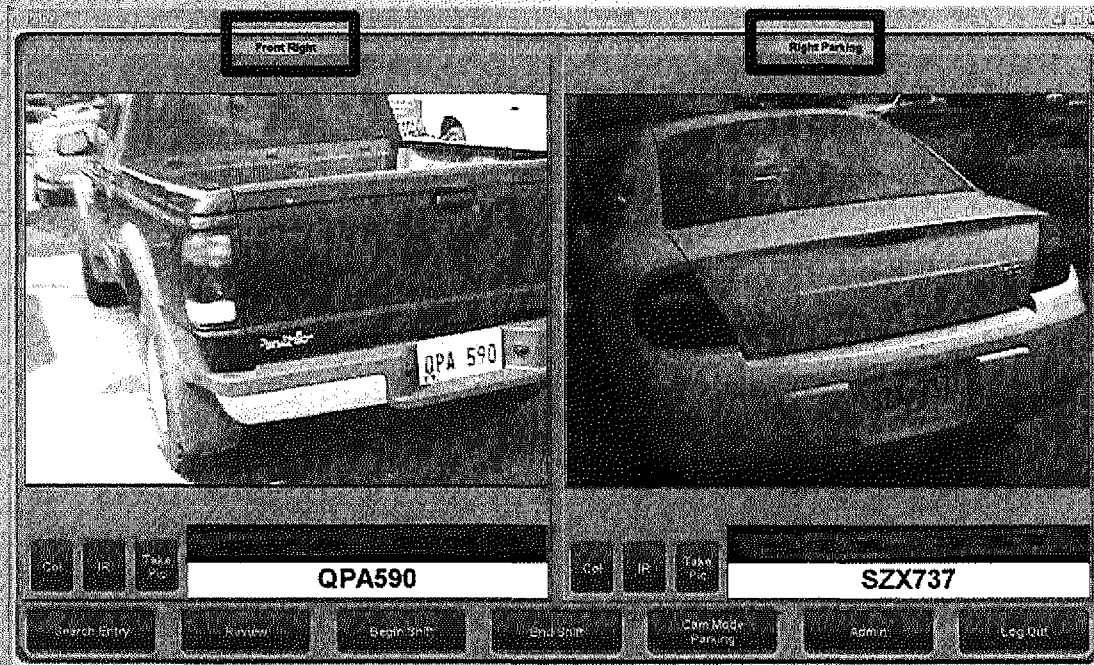 Front Right
Right Parking
QPA 590
Col
IR
Take Pic
QPA590
Col
IR
Take Pic
SZX737
Search Entry
Review
Begin Shift
End Shift
Cam Mode
Parking
Admin
Log Out